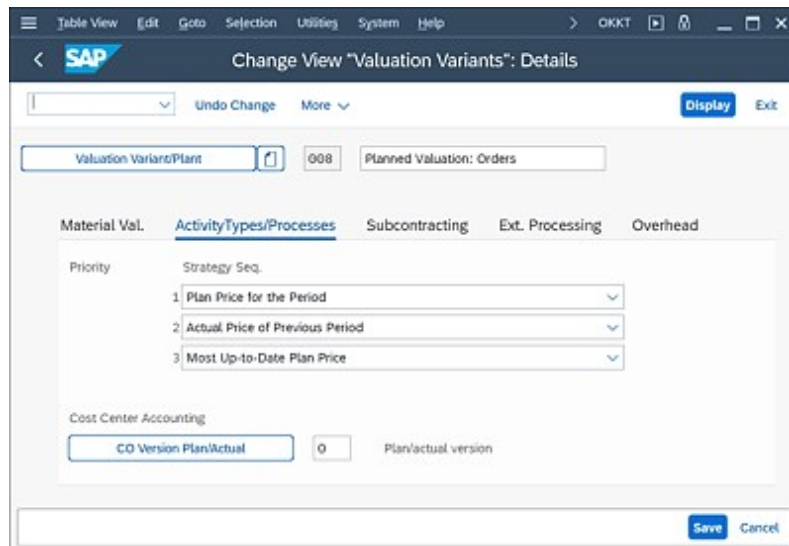 Table View Edit Goto Selection Utilities System Help OKKT
SAP Change View "Valuation Variants": Details
Undo Change More Display Exit
Valuation Variant/Plant 008 Planned Valuation: Orders
Material Val. ActivityTypes/Processes Subcontracting Ext. Processing Overhead
Priority Strategy Seq.
1 Plan Price for the Period
2 Actual Price of Previous Period
3 Most Up-to-Date Plan Price
Cost Center Accounting
CO Version Plan/Actual 0 Plan/actual version
Save Cancel